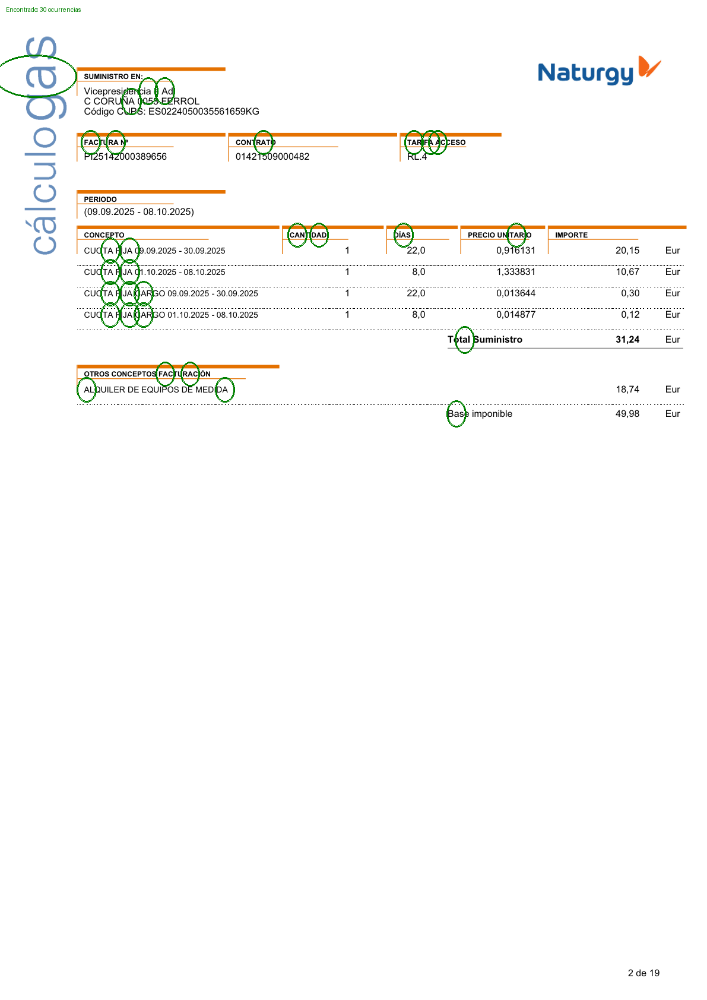 Encontrado: 30 ocurrencias
cálculogas
Naturgy
SUMINISTRO EN:
Vicepresidencia Ad
C CORUÑA 0058 FERROL
Código CUPS: ES0224050035561659KG
FACTURA Nº CONTRATO TARIFA ACCESO
PI25142000389656 01421509000482 RL.4
PERIODO
(09.09.2025 - 08.10.2025)
CONCEPTO CANTIDAD DÍAS PRECIO UNITARIO IMPORTE
CUOTA FIJA 09.09.2025 - 30.09.2025 1 22,0 0,916131 20,15 Eur
CUOTA FIJA 01.10.2025 - 08.10.2025 1 8,0 1,333831 10,67 Eur
CUOTA FIJA CARGO 09.09.2025 - 30.09.2025 1 22,0 0,013644 0,30 Eur
CUOTA FIJA CARGO 01.10.2025 - 08.10.2025 1 8,0 0,014877 0,12 Eur
Total Suministro 31,24 Eur
OTROS CONCEPTOS FACTURACIÓN
ALQUILER DE EQUIPOS DE MEDIDA 18,74 Eur
Base imponible 49,98 Eur
2 de 19